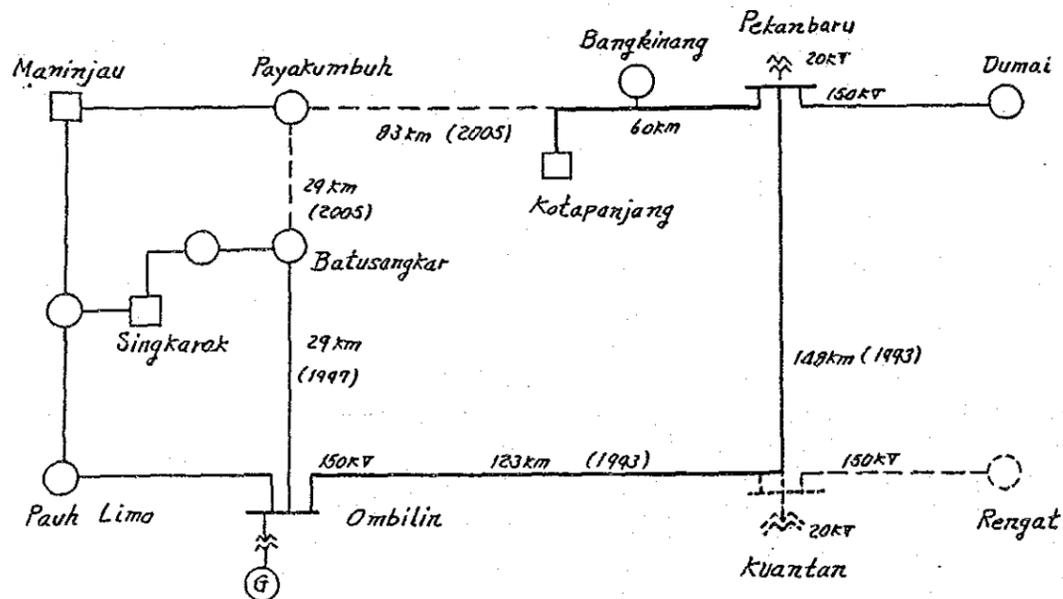 Pekanbaru
20KV
Bangkinang
Dumai
Maninjau
Payakumbuh
150KV
60km
83km (2005)
Kotapanjang
29km
(2005)
Batusangkar
Singkarak
29km
(1997)
148km (1993)
150KV
123km
(1993)
150KV
Pauh Limo
Ombilin
20KV
Rengat
Kuantan
G